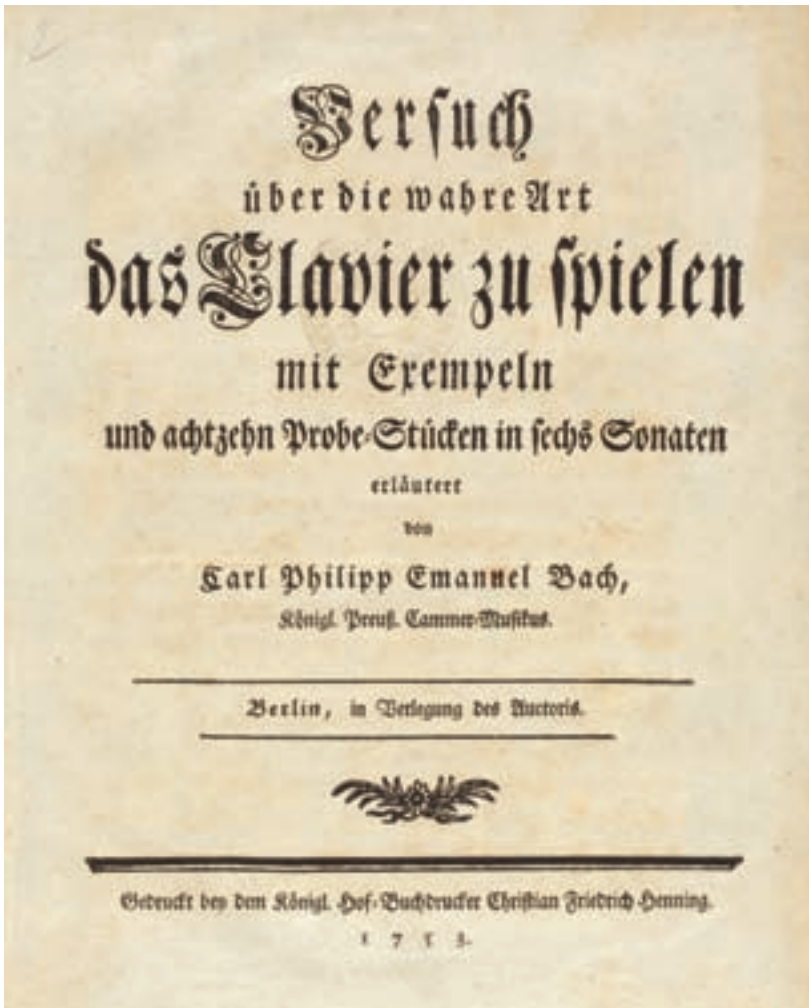 Versuch
über die wahre Art
das Clavier zu spielen
mit Exempeln
und achtzehn Probe-Stücken in sechs Sonaten
erläutert
von
Carl Philipp Emanuel Bach,
Königl. Preuß. Cammer-Musikus.
Berlin, in Verlegung des Auctoris.
Gedruckt bey dem Königl. Hof-Buchdrucker Christian Friedrich Henning.
1753.